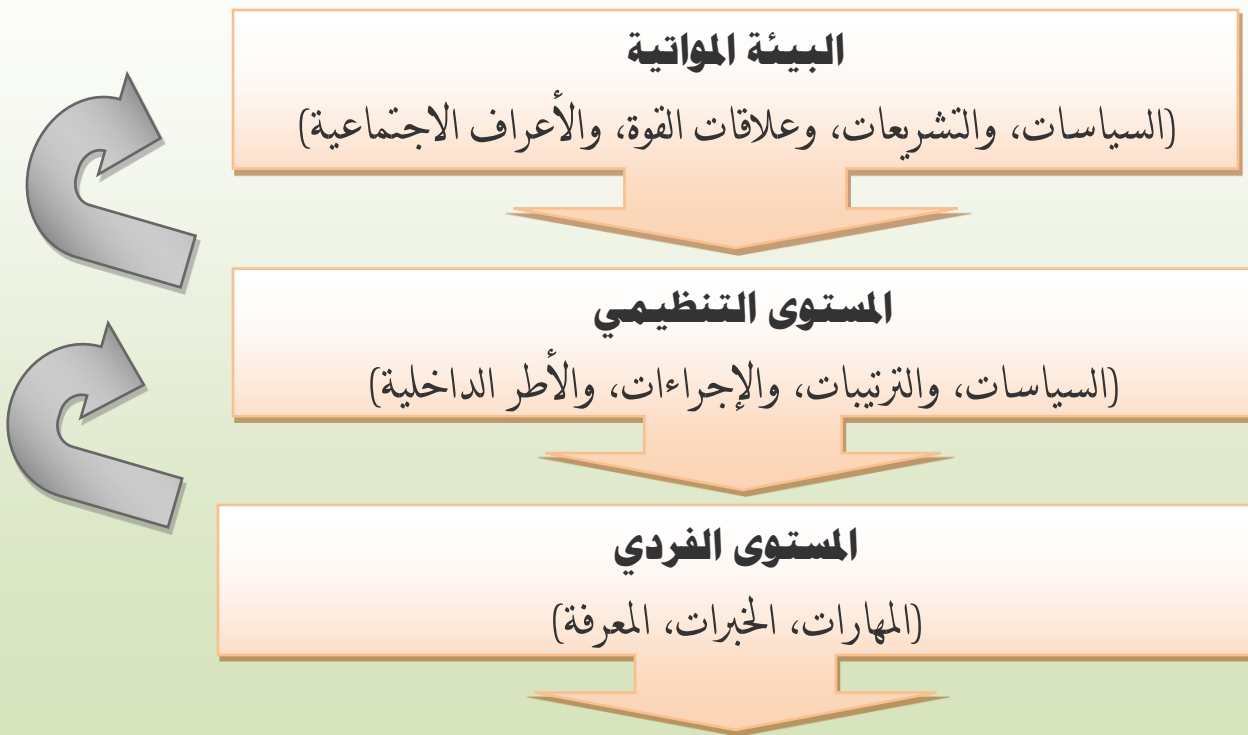 البيئة المواتية
(السياسات، والتشريعات، وعلاقات القوة، والأعراف الاجتماعية)
المستوى التنظيمي
(السياسات، والترتيبات، والإجراءات، والأطر الداخلية)
المستوى الفردي
(المهارات، الخبرات، المعرفة)